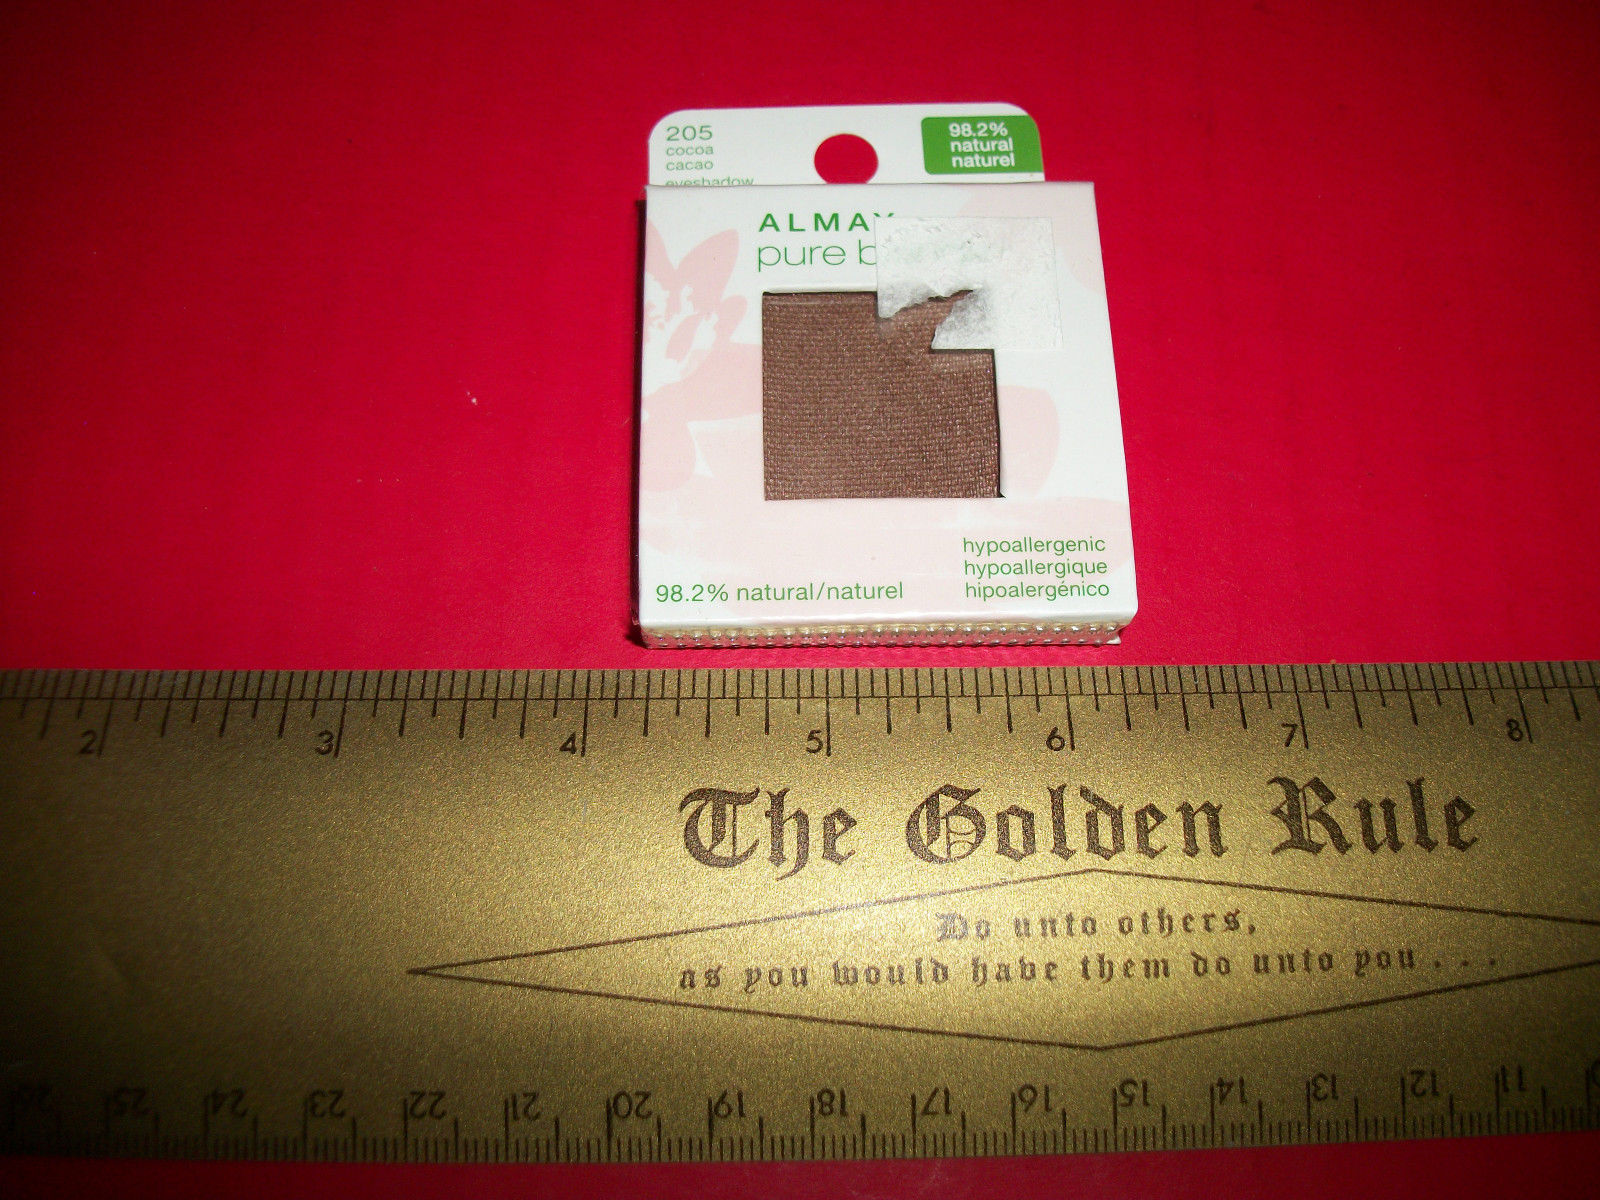 205
cocoa
cacao
eyeshadow
98.2%
natural
naturel
ALMAY
pure b
hypoallergenic
hypoallergique
hipoalergénico
98.2% natural/naturel
2 3 4 5 6 7 8
The Golden Rule
Do unto others,
as you would have them do unto you . . .
26 25 24 23 22 21 20 19 18 17 16 15 14 13 12 11